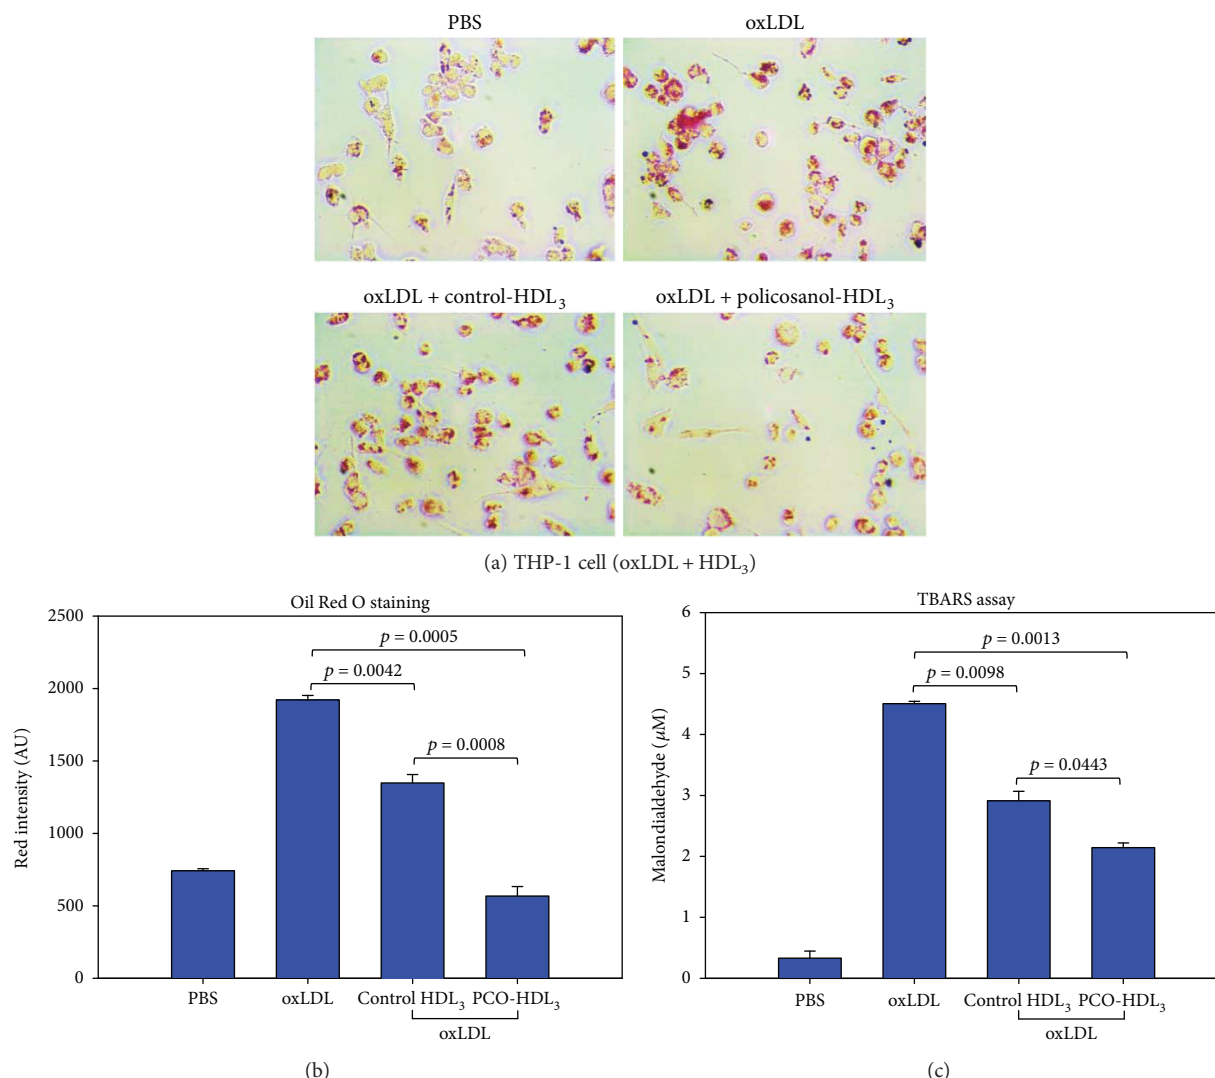 PBS
oxLDL
oxLDL + control-HDL₃
oxLDL + policosanol-HDL₃
(a) THP-1 cell (oxLDL + HDL₃)
Oil Red O staining
2500
2000
1500
1000
500
0
Red intensity (AU)
p = 0.0005
p = 0.0042
p = 0.0008
PBS
oxLDL
Control HDL₃
PCO-HDL₃
oxLDL
(b)
TBARS assay
6
5
4
3
2
1
0
Malondialdehyde (μM)
p = 0.0013
p = 0.0098
p = 0.0443
PBS
oxLDL
Control HDL₃
PCO-HDL₃
oxLDL
(c)